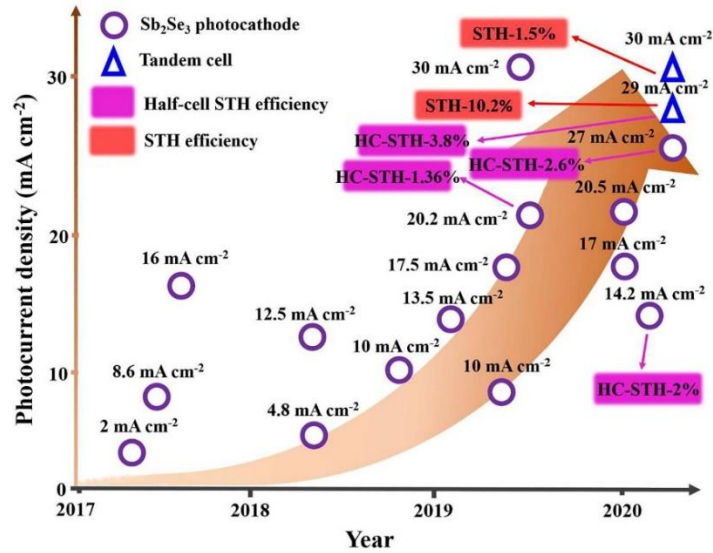 Sb₂Se₃ photocathode
Tandem cell
Half-cell STH efficiency
STH efficiency
STH-1.5%
30 mA cm⁻²
30 mA cm⁻²
29 mA cm⁻²
STH-10.2%
HC-STH-3.8%
27 mA cm⁻²
HC-STH-2.6%
HC-STH-1.36%
20.5 mA cm⁻²
20.2 mA cm⁻²
16 mA cm⁻²
17.5 mA cm⁻²
17 mA cm⁻²
12.5 mA cm⁻²
13.5 mA cm⁻²
14.2 mA cm⁻²
10 mA cm⁻²
8.6 mA cm⁻²
10 mA cm⁻²
HC-STH-2%
2 mA cm⁻²
4.8 mA cm⁻²
Photocurrent density (mA cm⁻²)
30
20
10
0
2017
2018
2019
2020
Year